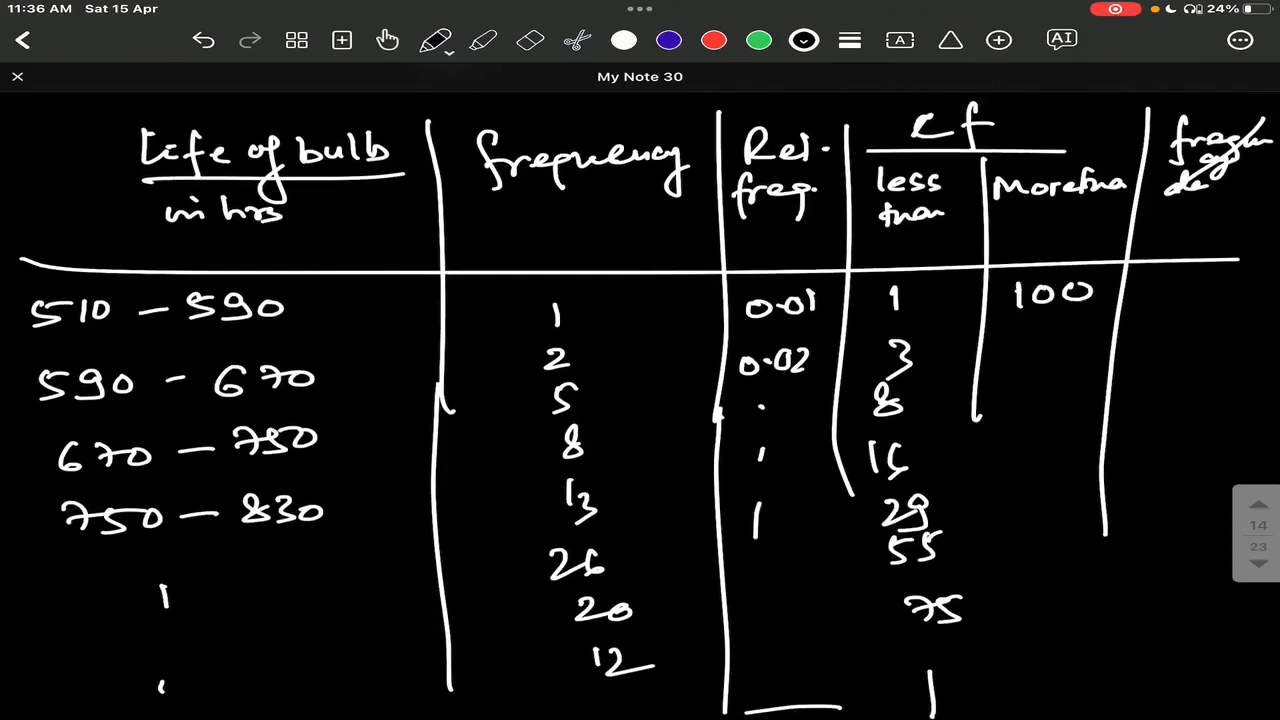 11:36 AM Sat 15 Apr
24%
AI
My Note 30
Life of bulb in hrs
frequency
Rel. freq.
cf
less than
More than
510 - 590 1 0.01 1 100
590 - 670 2 0.02 3
5 8
670 - 750 8 16
750 - 830 13 29
26 55
20 75
12
14
23